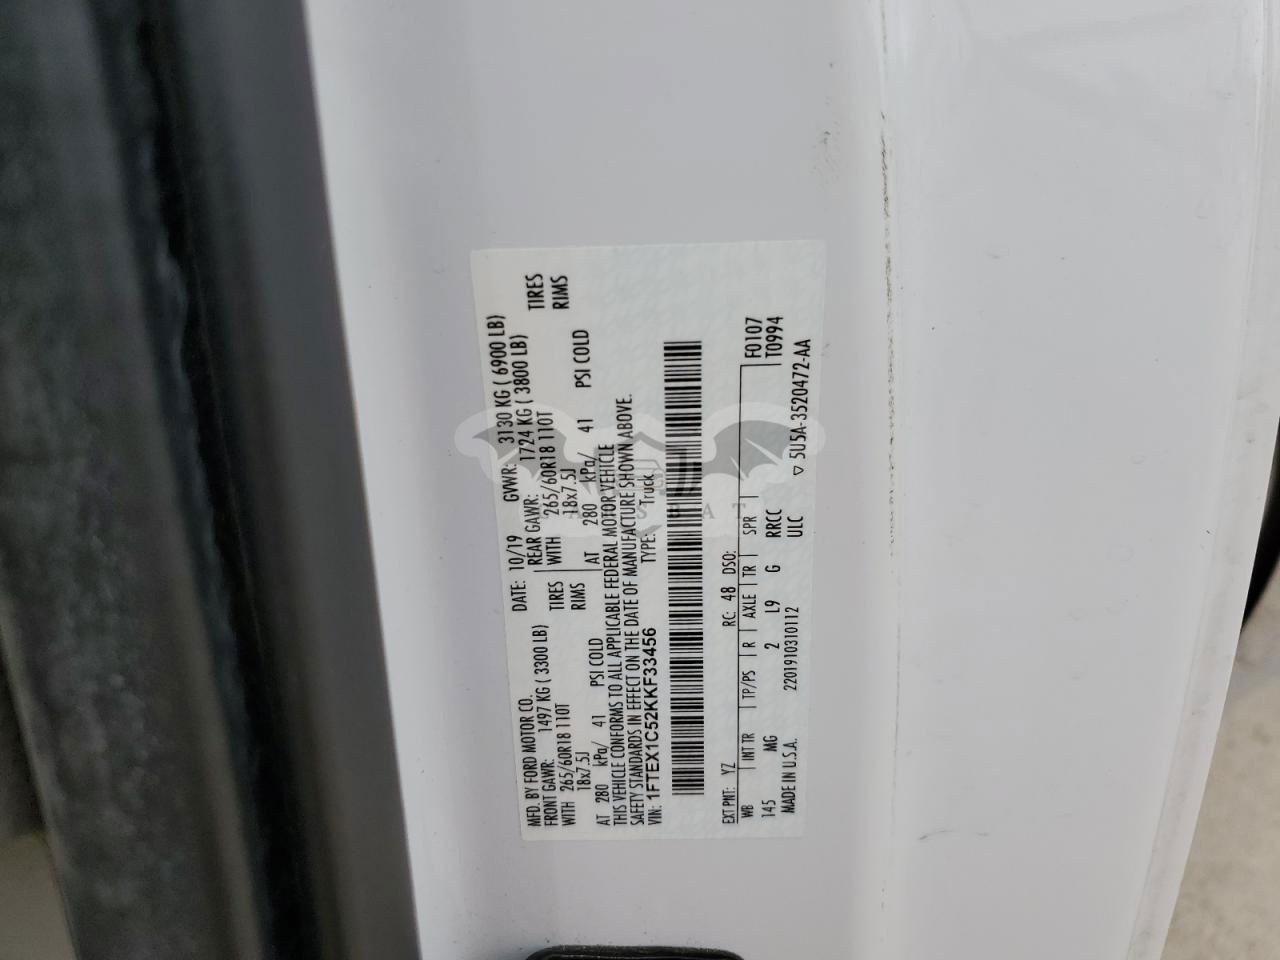 MFD. BY FORD MOTOR CO. DATE: 10/19 GVWR: 3130 KG ( 6900 LB)
FRONT GAWR: 1497 KG ( 3300 LB) REAR GAWR: 1724 KG ( 3800 LB)
WITH 265/60R18 110T TIRES WITH 265/60R18 110T TIRES
18x7.5J RIMS 18x7.5J RIMS
AT 280 kPa/ 41 PSI COLD AT 280 kPa/ 41 PSI COLD
THIS VEHICLE CONFORMS TO ALL APPLICABLE FEDERAL MOTOR VEHICLE
SAFETY STANDARDS IN EFFECT ON THE DATE OF MANUFACTURE SHOWN ABOVE.
VIN: 1FTEX1C52KKF33456 TYPE: Truck
EXT PNT: YZ RC: 48 DSO: F0107
WB INT TR TP/PS R AXLE TR SPR T0994
145 MG 2 L9 G RRCC
MADE IN U.S.A. 2201910310112 ULC ▽ 5U5A-3520472-AA